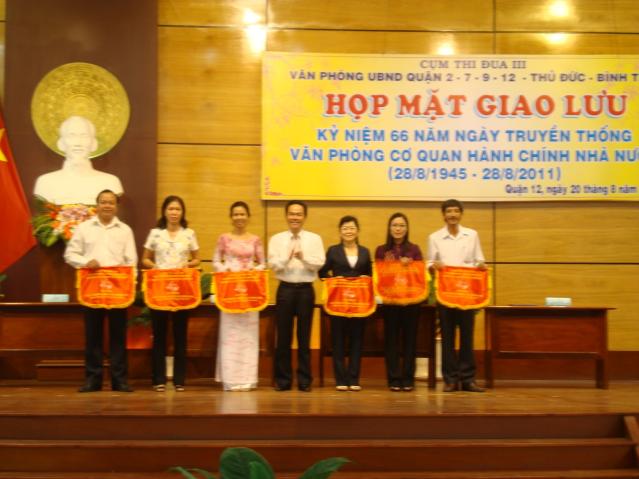 CỤM THI ĐUA III
VĂN PHÒNG UBND QUẬN 2 - 7 - 9 - 12 - THỦ ĐỨC - BÌNH T
HỌP MẶT GIAO LƯU
KỶ NIỆM 66 NĂM NGÀY TRUYỀN THỐNG
VĂN PHÒNG CƠ QUAN HÀNH CHÍNH NHÀ NƯ
(28/8/1945 - 28/8/2011)
Quận 12, ngày 20 tháng 8 năm